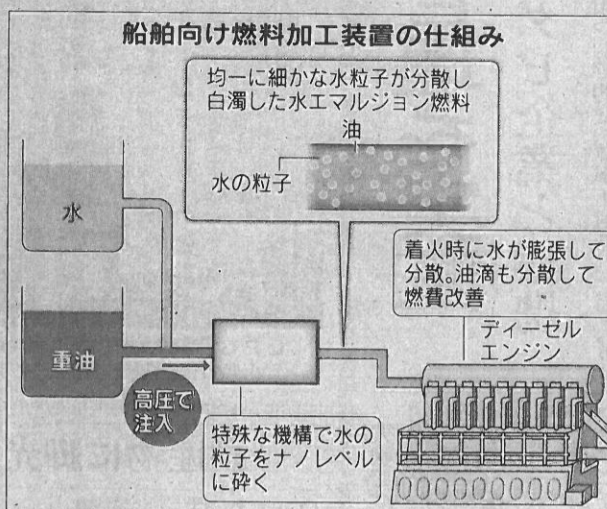 船舶向け燃料加工装置の仕組み
均一に細かな水粒子が分散し
白濁した水エマルジョン燃料
油
水の粒子
水
着火時に水が膨張して
分散。油滴も分散して
燃費改善
ディーゼル
エンジン
重油
高圧で
注入
特殊な機構で水の
粒子をナノレベル
に砕く